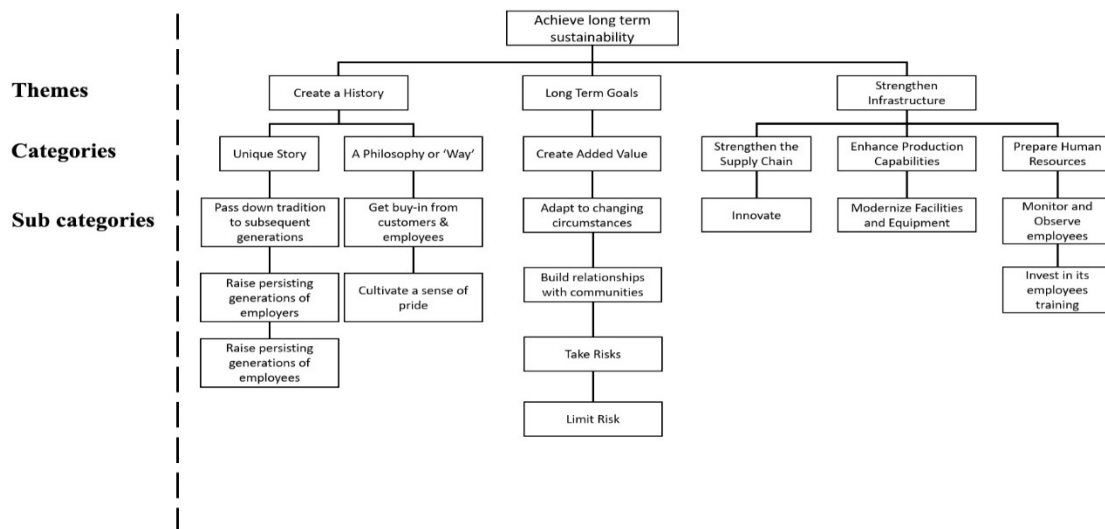 Achieve long term
sustainability
Themes
Create a History
Long Term Goals
Strengthen
Infrastructure
Categories
Unique Story
A Philosophy or ‘Way’
Create Added Value
Strengthen the
Supply Chain
Enhance Production
Capabilities
Prepare Human
Resources
Sub categories
Pass down tradition
to subsequent
generations
Get buy-in from
customers &
employees
Adapt to changing
circumstances
Innovate
Modernize Facilities
and Equipment
Monitor and
Observe
employees
Raise persisting
generations of
employers
Cultivate a sense of
pride
Build relationships
with communities
Invest in its
employees
training
Raise persisting
generations of
employees
Take Risks
Limit Risk